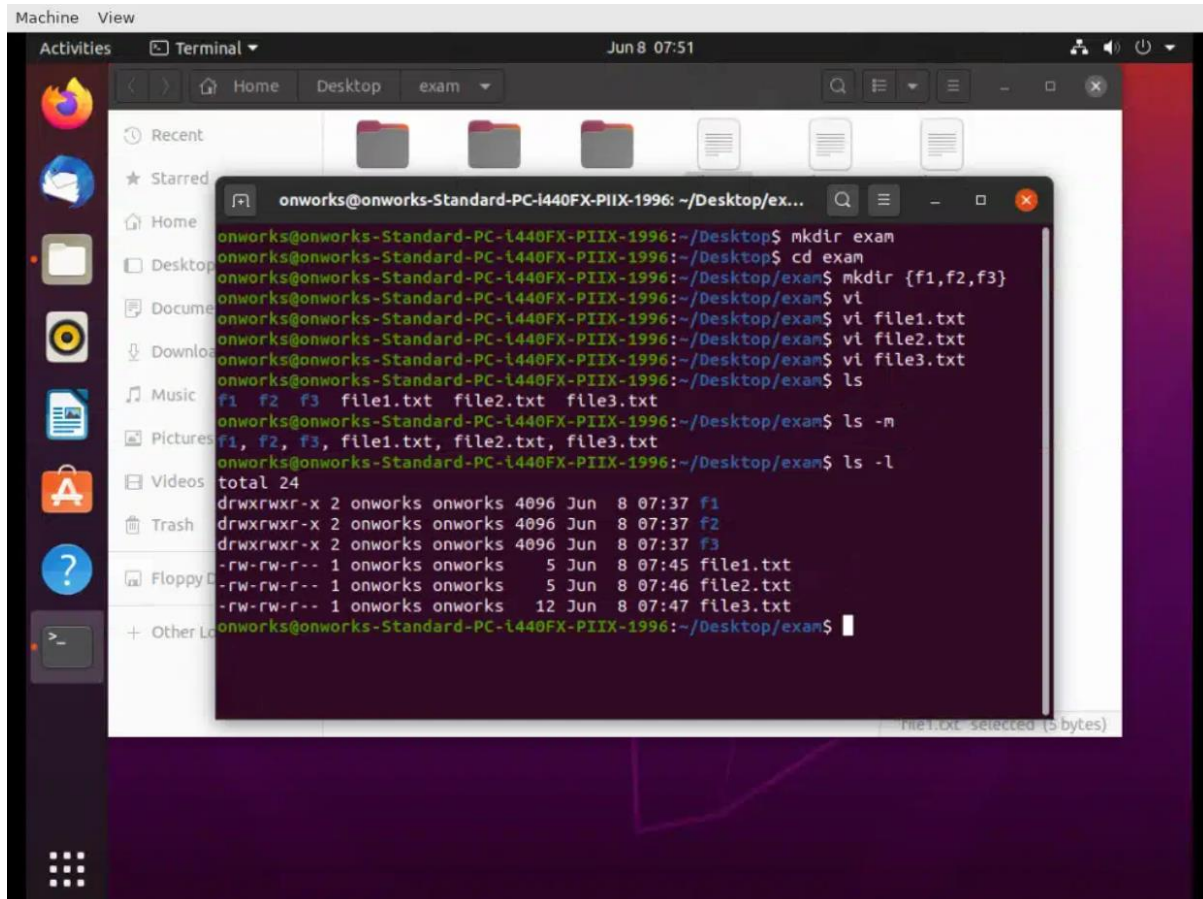 Machine View
Activities Terminal Jun 8 07:51
Home Desktop exam
Recent
Starred
Home
Desktop
Docume
Downloa
Music
Pictures
Videos
Trash
Floppy D
+ Other Lo
onworks@onworks-Standard-PC-i440FX-PIIX-1996: ~/Desktop/ex...
onworks@onworks-Standard-PC-i440FX-PIIX-1996:~/Desktop$ mkdir exam
onworks@onworks-Standard-PC-i440FX-PIIX-1996:~/Desktop$ cd exam
onworks@onworks-Standard-PC-i440FX-PIIX-1996:~/Desktop/exam$ mkdir {f1,f2,f3}
onworks@onworks-Standard-PC-i440FX-PIIX-1996:~/Desktop/exam$ vi
onworks@onworks-Standard-PC-i440FX-PIIX-1996:~/Desktop/exam$ vi file1.txt
onworks@onworks-Standard-PC-i440FX-PIIX-1996:~/Desktop/exam$ vi file2.txt
onworks@onworks-Standard-PC-i440FX-PIIX-1996:~/Desktop/exam$ vi file3.txt
onworks@onworks-Standard-PC-i440FX-PIIX-1996:~/Desktop/exam$ ls
f1 f2 f3 file1.txt file2.txt file3.txt
onworks@onworks-Standard-PC-i440FX-PIIX-1996:~/Desktop/exam$ ls -m
f1, f2, f3, file1.txt, file2.txt, file3.txt
onworks@onworks-Standard-PC-i440FX-PIIX-1996:~/Desktop/exam$ ls -l
total 24
drwxrwxr-x 2 onworks onworks 4096 Jun 8 07:37 f1
drwxrwxr-x 2 onworks onworks 4096 Jun 8 07:37 f2
drwxrwxr-x 2 onworks onworks 4096 Jun 8 07:37 f3
-rw-rw-r-- 1 onworks onworks 5 Jun 8 07:45 file1.txt
-rw-rw-r-- 1 onworks onworks 5 Jun 8 07:46 file2.txt
-rw-rw-r-- 1 onworks onworks 12 Jun 8 07:47 file3.txt
onworks@onworks-Standard-PC-i440FX-PIIX-1996:~/Desktop/exam$
"file1.txt" selected (5 bytes)